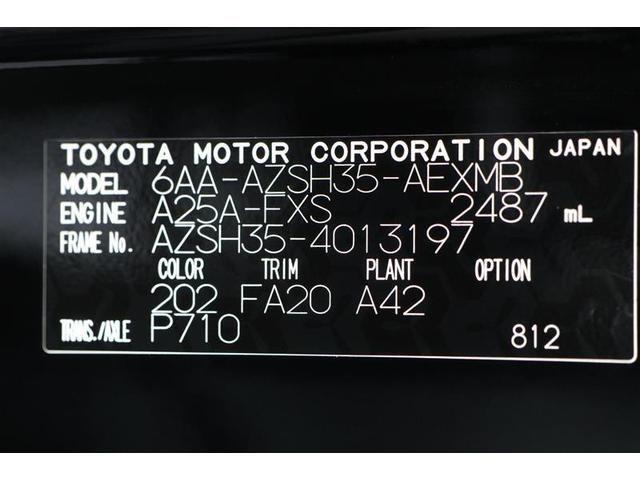 TOYOTA MOTOR CORPORATION JAPAN
MODEL 6AA-AZSH35-AEXMB
ENGINE A25A-FXS 2487 mL
FRAME No. AZSH35-4013197
COLOR TRIM PLANT OPTION
202 FA20 A42
TRANS./AXLE P710
812